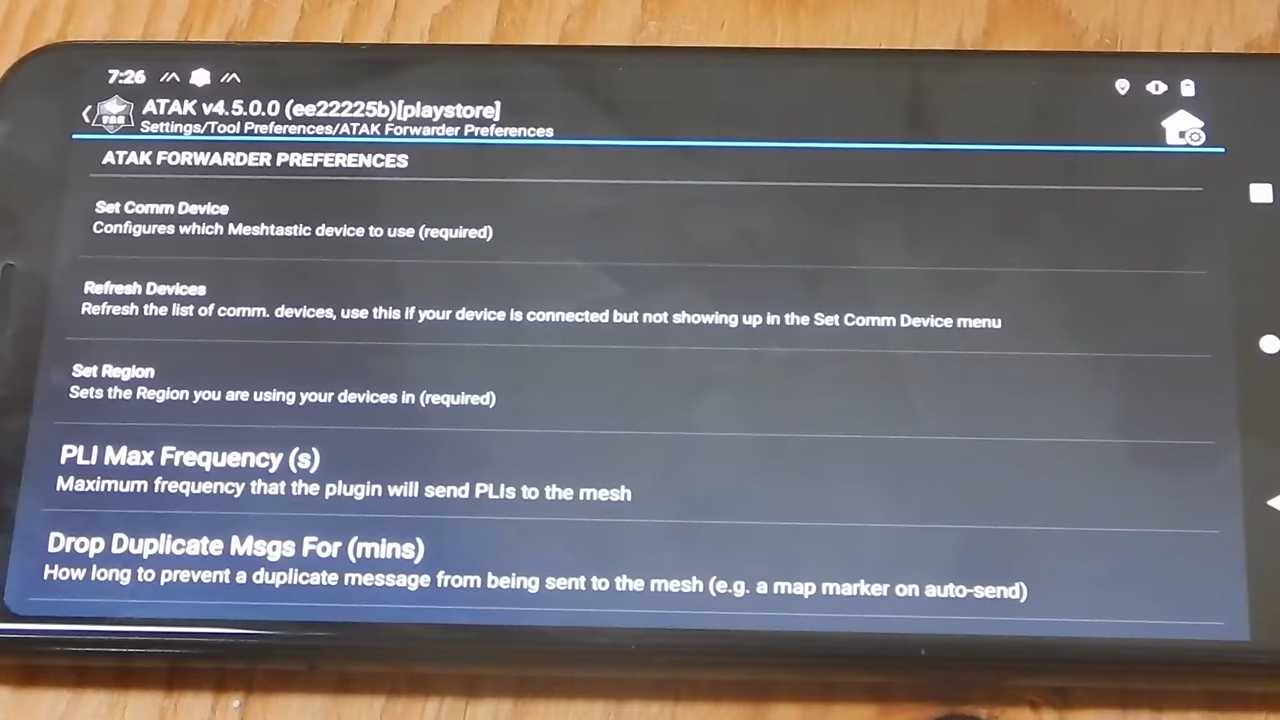 7:26
ATAK v4.5.0.0 (ee22225b)[playstore]
Settings/Tool Preferences/ATAK Forwarder Preferences
ATAK FORWARDER PREFERENCES
Set Comm Device
Configures which Meshtastic device to use (required)
Refresh Devices
Refresh the list of comm. devices, use this if your device is connected but not showing up in the Set Comm Device menu
Set Region
Sets the Region you are using your devices in (required)
PLI Max Frequency (s)
Maximum frequency that the plugin will send PLIs to the mesh
Drop Duplicate Msgs For (mins)
How long to prevent a duplicate message from being sent to the mesh (e.g. a map marker on auto-send)